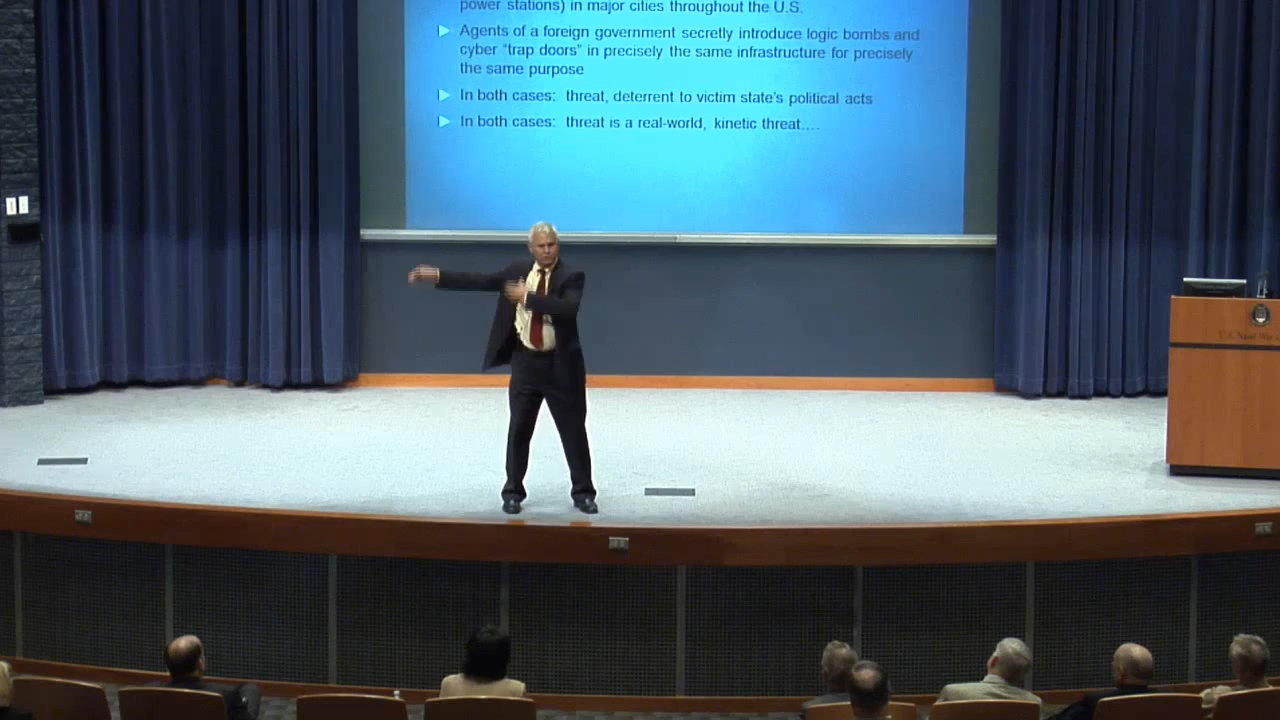 power stations) in major cities throughout the U.S.
Agents of a foreign government secretly introduce logic bombs and
cyber "trap doors" in precisely the same infrastructure for precisely
the same purpose
In both cases: threat, deterrent to victim state's political acts
In both cases: threat is a real-world, kinetic threat....
U.S. Naval War